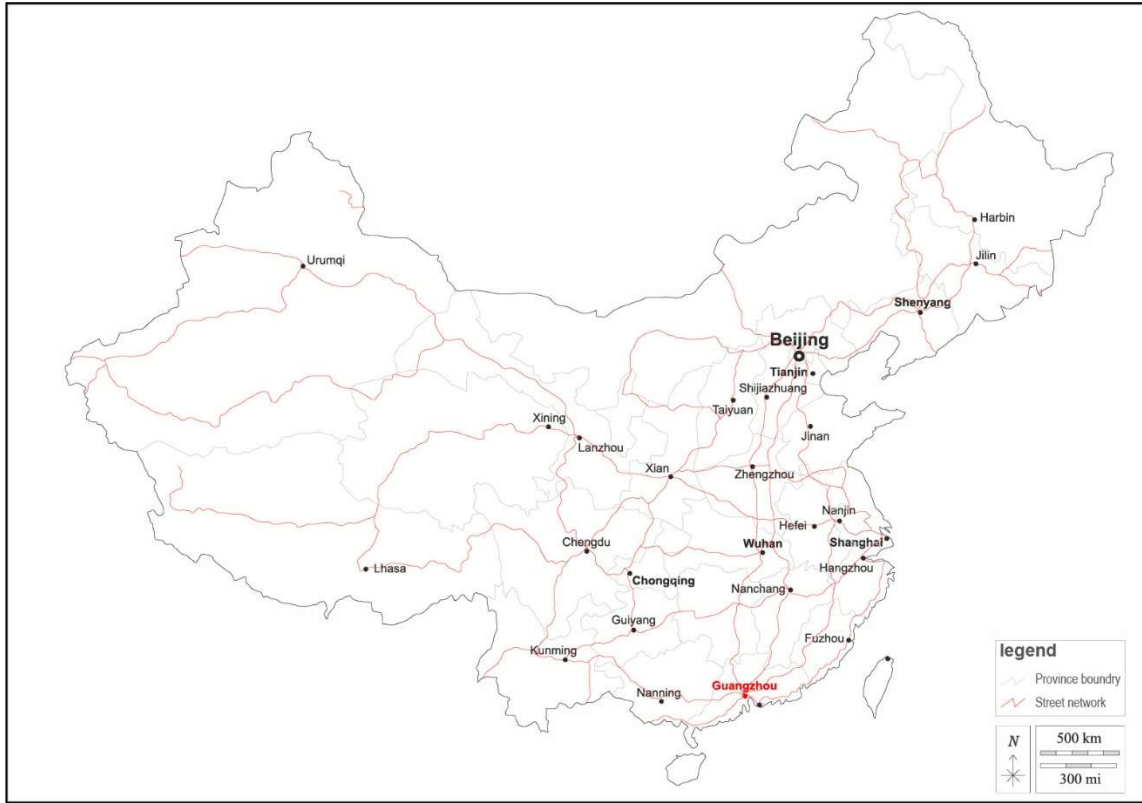 Harbin
Urumqi
Jilin
Shenyang
Beijing
Tianjin
Shijiazhuang
Taiyuan
Xining
Jinan
Lanzhou
Xian
Zhengzhou
Nanjin
Hefei
Chengdu
Wuhan
Shanghai
Lhasa
Hangzhou
Chongqing
Nanchang
Guiyang
Fuzhou
Kunming
Guangzhou
Nanning
legend
Province boundry
Street network
N
500 km
300 mi